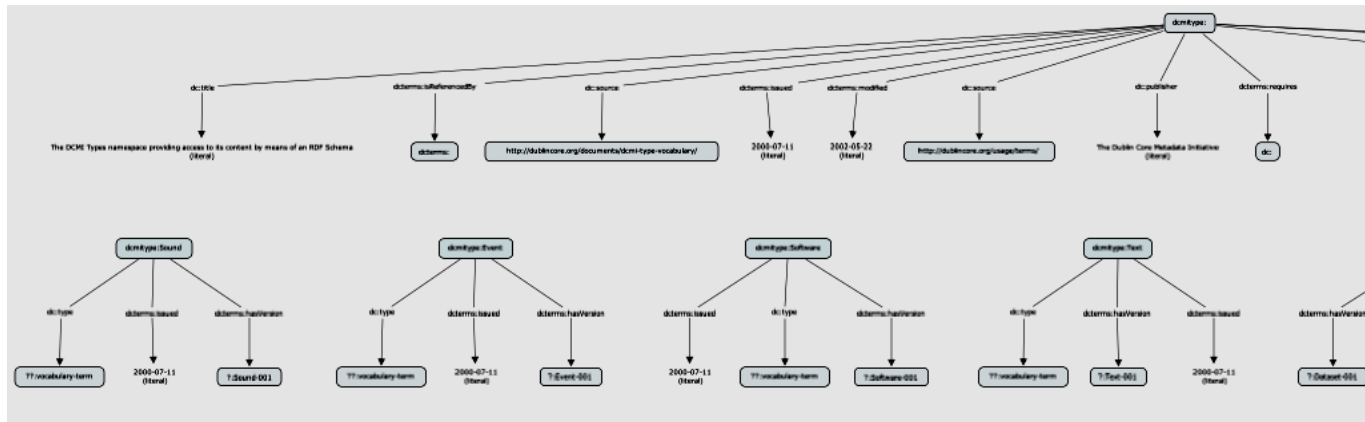 dcmitype:
dc:title dcterms:isReferencedBy dc:source dcterms:issued dcterms:modified dc:source dc:publisher dcterms:requires
The DCMI Types namespace providing access to its content by means of an RDF Schema
(literal)
dcterms:
http://dublincore.org/documents/dcmi-type-vocabulary/
2000-07-11
(literal)
2002-05-22
(literal)
http://dublincore.org/usage/terms/
The Dublin Core Metadata Initiative
(literal)
dc:
dcmitype:Sound dcmitype:Event dcmitype:Software dcmitype:Text
dc:type dcterms:issued dcterms:hasVersion dc:type dcterms:issued dcterms:hasVersion dcterms:issued dc:type dcterms:hasVersion dc:type dcterms:hasVersion dcterms:issued dcterms:hasVersion
??:vocabulary-term
2000-07-11
(literal)
?:Sound-001
??:vocabulary-term
2000-07-11
(literal)
?:Event-001
2000-07-11
(literal)
??:vocabulary-term
?:Software-001
??:vocabulary-term
?:Text-001
2000-07-11
(literal)
?:Dataset-001